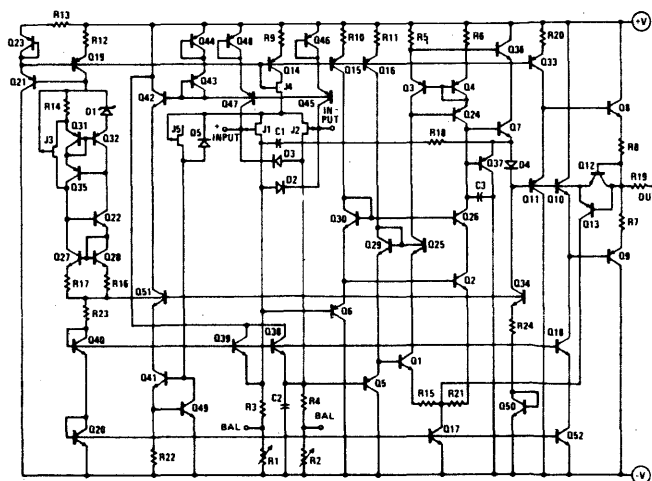 R13 +V
Q23 R12 Q44 Q48 R9 Q46 R10 R11 R5 R6 Q36 R20
Q19 Q14 Q15 Q16 Q33
Q21 Q43 J4 Q3 Q4
R14 D1 Q42 Q47 Q45 Q24 Q8
+ INPUT J1 J2 IN-PUT
Q31 Q32 J5 D5 C1 R18 Q7
J3 D3 Q37 D4 R8
Q35 D2 C3 Q12 R19
Q11 Q10 Q13 OU
Q22 Q30 Q29 Q25 Q26 R7
Q27 Q28 Q2 Q9
R17 R16 Q51 Q34
R23 Q6 R24
Q40 Q39 Q38 Q18
Q41 Q5 Q1
Q49 R3 C2 R4 R15 R21 Q50
BAL BAL
Q20 Q17 Q52
R22 R1 R2
-V